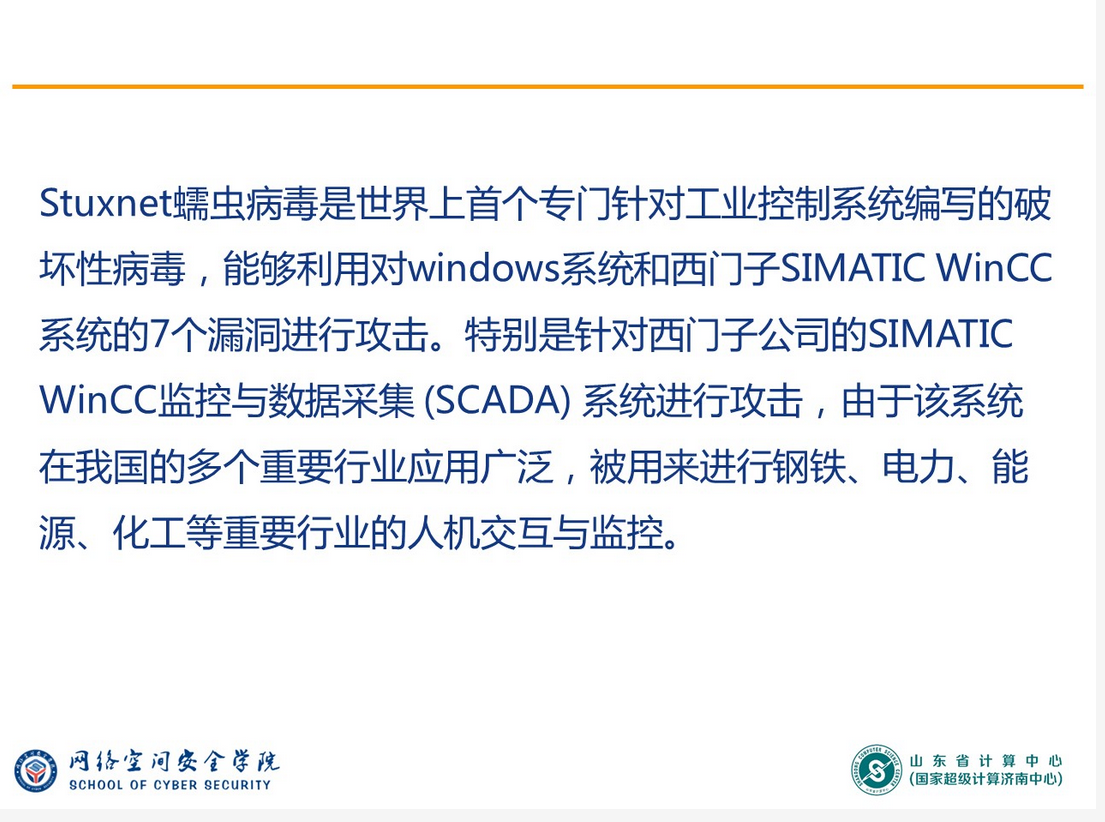 Stuxnet蠕虫病毒是世界上首个专门针对工业控制系统编写的破
坏性病毒，能够利用对windows系统和西门子SIMATIC WinCC
系统的7个漏洞进行攻击。特别是针对西门子公司的SIMATIC
WinCC监控与数据采集 (SCADA) 系统进行攻击，由于该系统
在我国的多个重要行业应用广泛，被用来进行钢铁、电力、能
源、化工等重要行业的人机交互与监控。
网络空间安全学院
SCHOOL OF CYBER SECURITY
山东省计算中心
(国家超级计算济南中心)